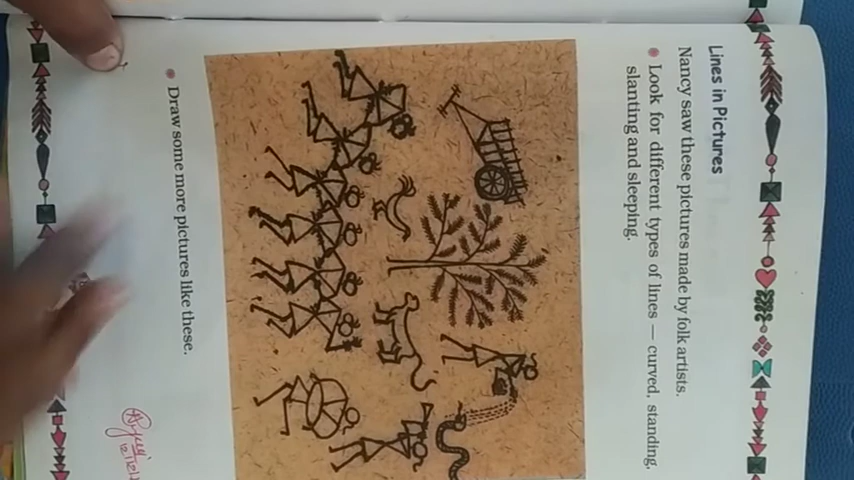 Lines in Pictures
Nancy saw these pictures made by folk artists.
Look for different types of lines — curved, standing,
slanting and sleeping.
Draw some more pictures like these.